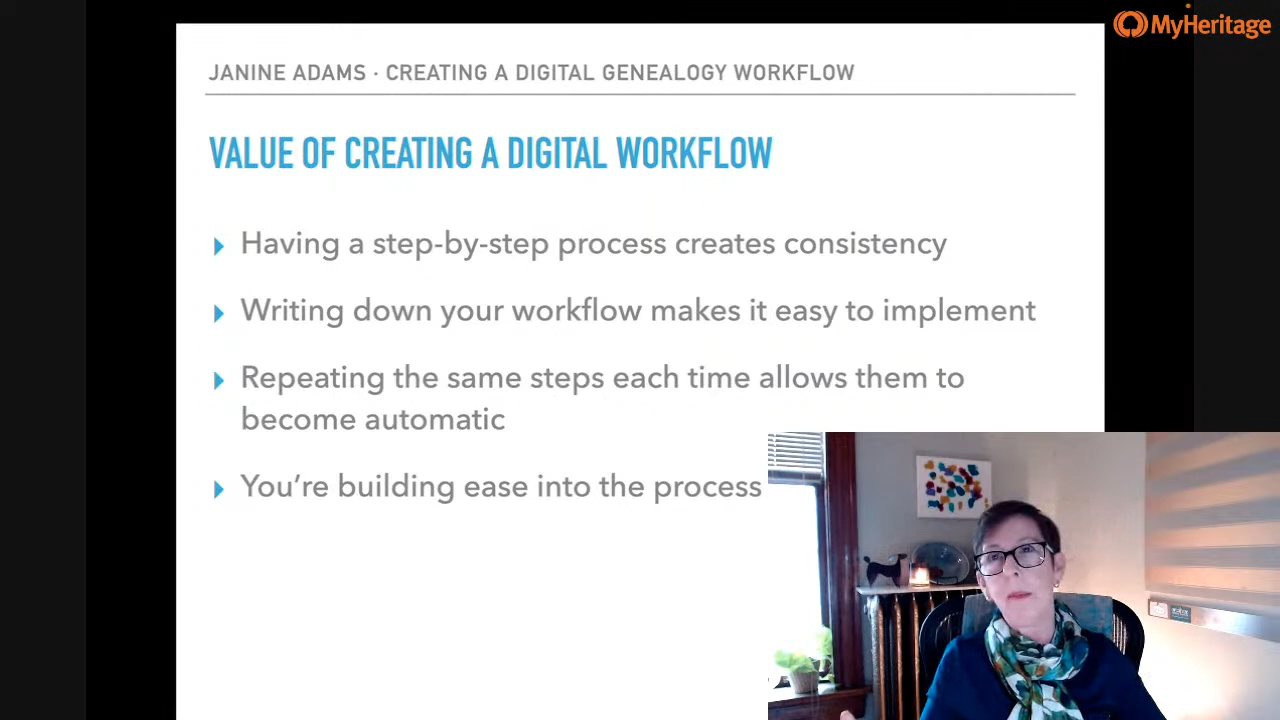 MyHeritage
JANINE ADAMS · CREATING A DIGITAL GENEALOGY WORKFLOW
VALUE OF CREATING A DIGITAL WORKFLOW
Having a step-by-step process creates consistency
Writing down your workflow makes it easy to implement
Repeating the same steps each time allows them to
become automatic
You’re building ease into the process